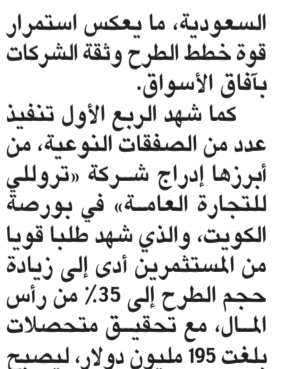 السعودية، ما يعكس استمرار
قوة خطط الطرح وثقة الشركات
بآفاق الأسواق.
كما شهد الربع الأول تنفيذ
عدد من الصفقات النوعية، من
أبرزها إدراج شركة «تروللي
للتجارة العامة» في بورصة
الكويت، والذي شهد طلبا قويا
من المستثمرين أدى إلى زيادة
حجم الطرح إلى 35٪ من رأس
المال، مع تحقيق متحصلات
بلغت 195 مليون دولار، ليصبح